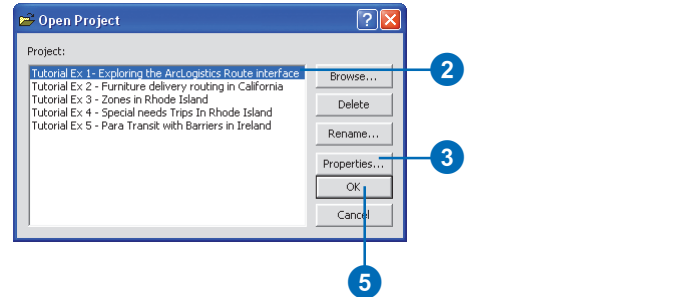 Open Project
Project:
Tutorial Ex 1- Exploring the ArcLogistics Route interface
Tutorial Ex 2 - Furniture delivery routing in California
Tutorial Ex 3 - Zones in Rhode Island
Tutorial Ex 4 - Special needs Trips In Rhode Island
Tutorial Ex 5 - Para Transit with Barriers in Ireland
Browse...
Delete
Rename...
Properties...
OK
Cancel
2
3
5